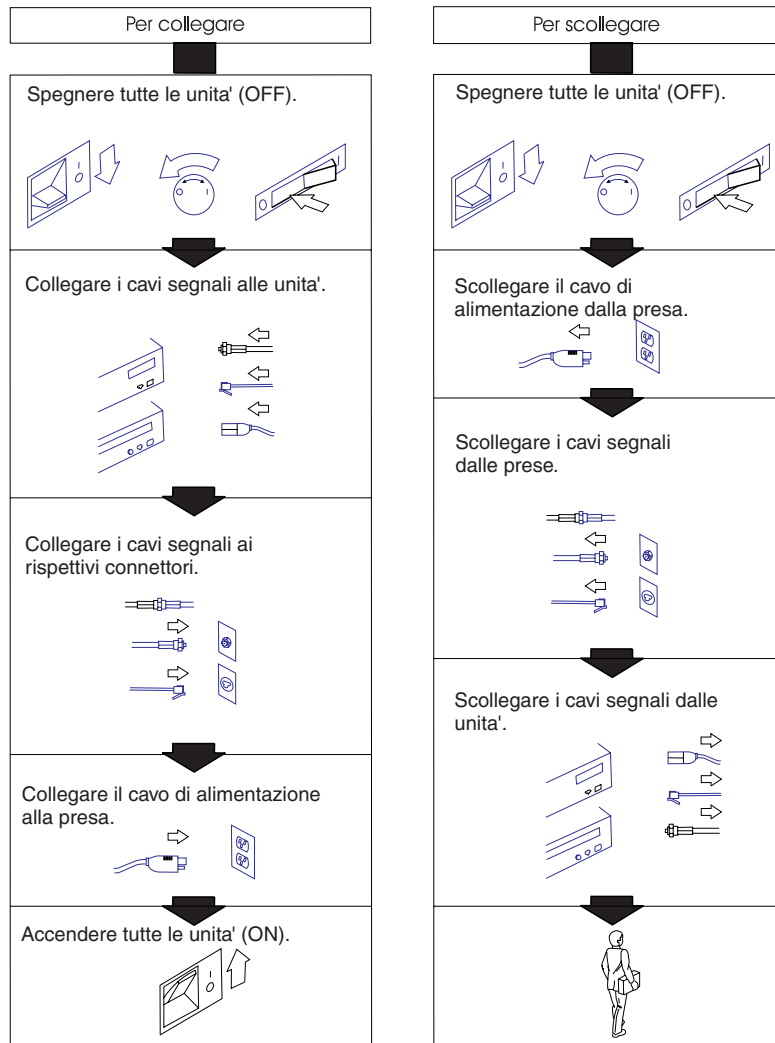 Per collegare
Spegnere tutte le unita' (OFF).
Collegare i cavi segnali alle unita'.
Collegare i cavi segnali ai
rispettivi connettori.
Collegare il cavo di alimentazione
alla presa.
Accendere tutte le unita' (ON).
Per scollegare
Spegnere tutte le unita' (OFF).
Scollegare il cavo di
alimentazione dalla presa.
Scollegare i cavi segnali
dalle prese.
Scollegare i cavi segnali dalle
unita'.